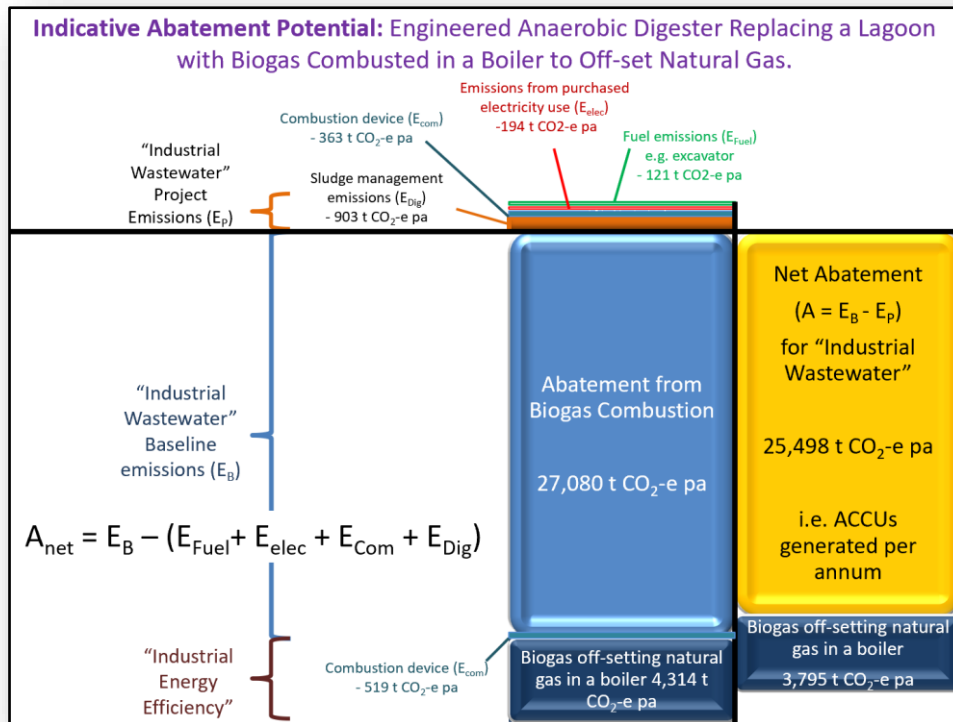 Indicative Abatement Potential: Engineered Anaerobic Digester Replacing a Lagoon
with Biogas Combusted in a Boiler to Off-set Natural Gas.
Emissions from purchased
electricity use (Eelec)
-194 t CO2-e pa
Combustion device (Ecom)
- 363 t CO₂-e pa
Fuel emissions (EFuel)
e.g. excavator
- 121 t CO2-e pa
"Industrial
Wastewater"
Project
Emissions (EP)
Sludge management
emissions (EDig)
- 903 t CO₂-e pa
Net Abatement
(A = EB - EP)
for "Industrial
Wastewater"
25,498 t CO₂-e pa
i.e. ACCUs
generated per
annum
Abatement from
Biogas Combustion
27,080 t CO₂-e pa
"Industrial
Wastewater"
Baseline
emissions (EB)
Anet = EB – (EFuel+ Eelec + ECom + EDig)
"Industrial
Energy
Efficiency"
Combustion device (Ecom)
- 519 t CO₂-e pa
Biogas off-setting natural
gas in a boiler 4,314 t
CO₂-e pa
Biogas off-setting natural
gas in a boiler
3,795 t CO₂-e pa